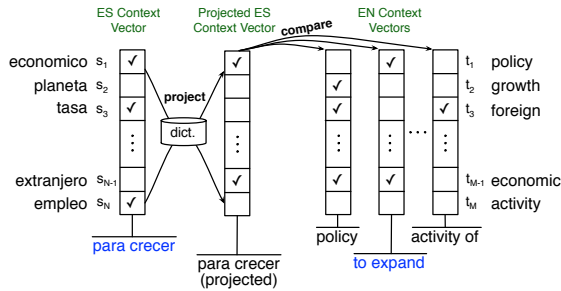 ES Context
Vector
Projected ES
Context Vector
EN Context
Vectors
compare
economico s1 ✓ ✓ ✓ t1 policy
planeta s2 ✓ t2 growth
project
tasa s3 ✓ ✓ ✓ t3 foreign
dict.
...
extranjero sN-1 ✓ ✓ ✓ tM-1 economic
empleo sN ✓ tM activity
para crecer
policy
activity of
para crecer
(projected)
to expand